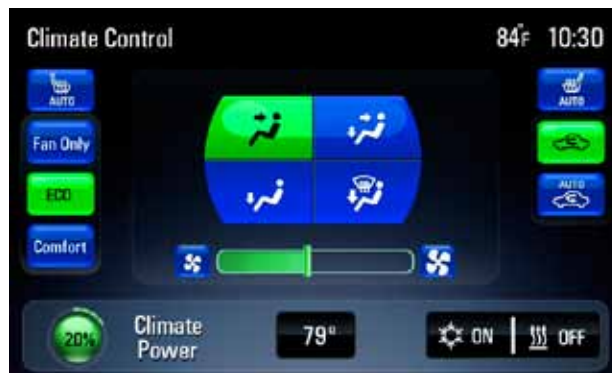 Climate Control 84°F 10:30
AUTO AUTO
Fan Only
ECO
AUTO
Comfort
20% Climate Power 79° ON OFF